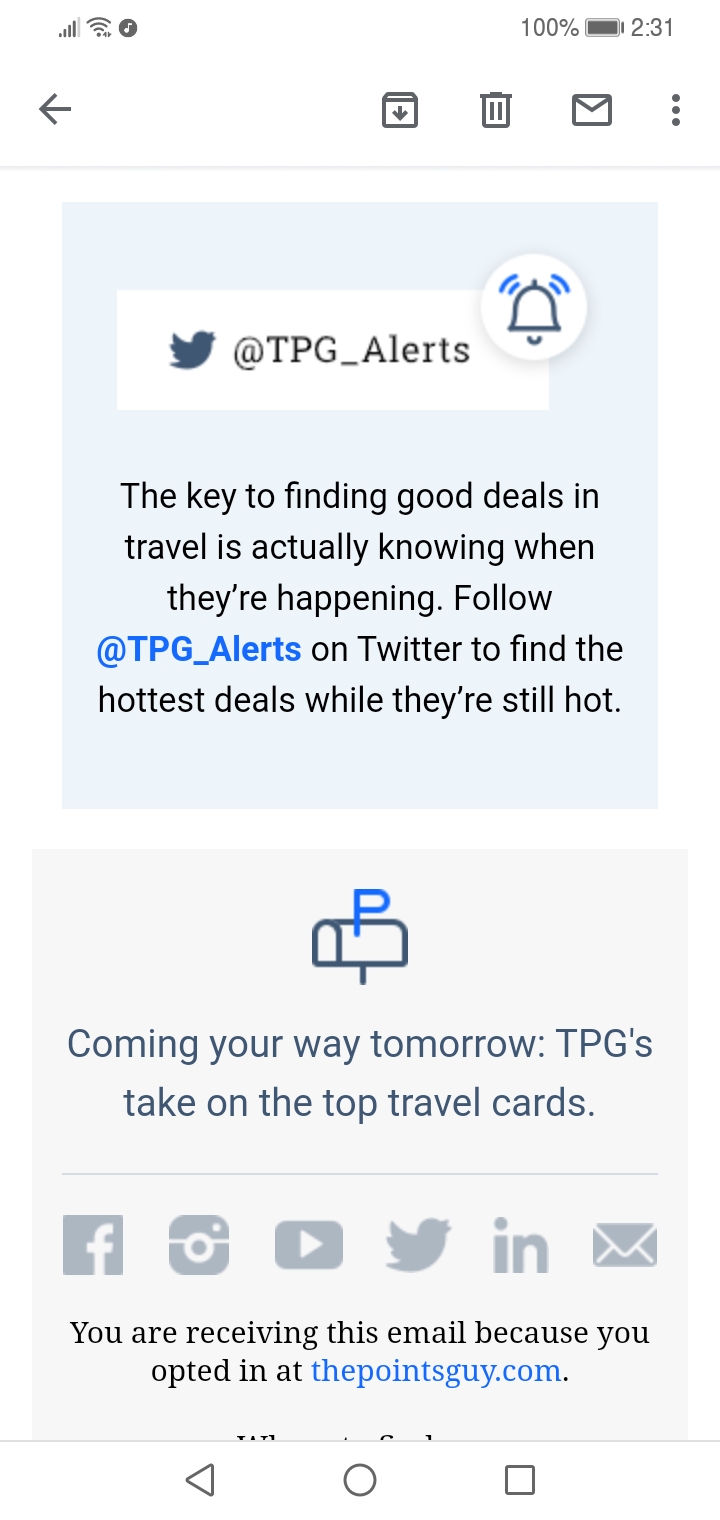 100% 2:31
@TPG_Alerts
The key to finding good deals in
travel is actually knowing when
they’re happening. Follow
@TPG_Alerts on Twitter to find the
hottest deals while they’re still hot.
Coming your way tomorrow: TPG's
take on the top travel cards.
You are receiving this email because you
opted in at thepointsguy.com.